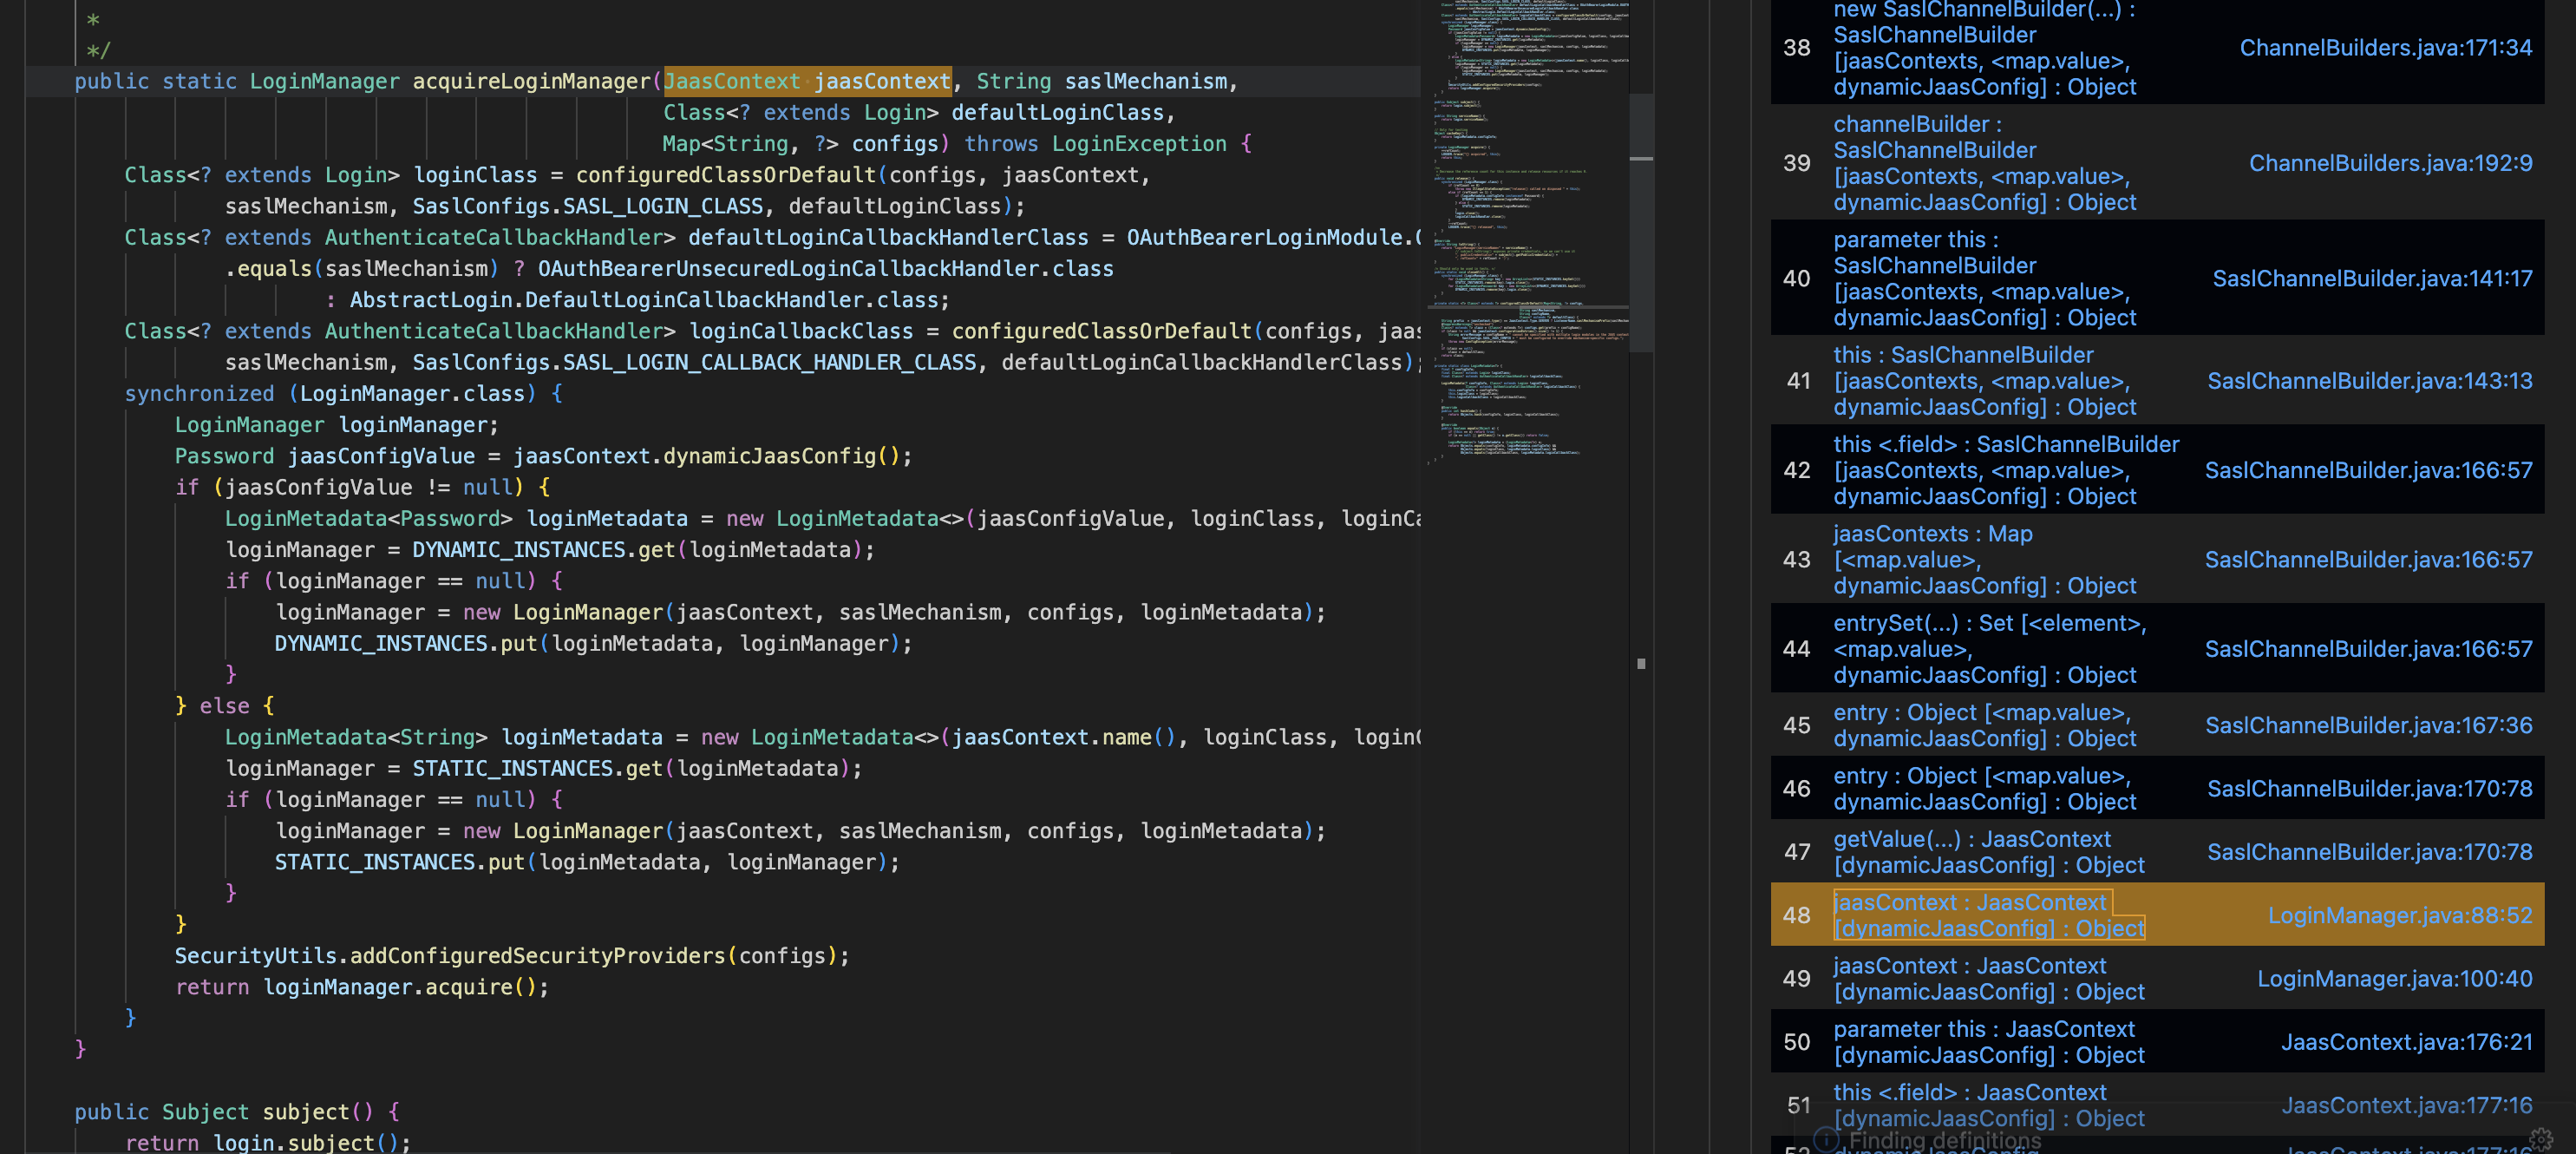 *
*/
public static LoginManager acquireLoginManager(JaasContext jaasContext, String saslMechanism,
Class<? extends Login> defaultLoginClass,
Map<String, ?> configs) throws LoginException {
Class<? extends Login> loginClass = configuredClassOrDefault(configs, jaasContext,
saslMechanism, SaslConfigs.SASL_LOGIN_CLASS, defaultLoginClass);
Class<? extends AuthenticateCallbackHandler> defaultLoginCallbackHandlerClass = OAuthBearerLoginModule.
.equals(saslMechanism) ? OAuthBearerUnsecuredLoginCallbackHandler.class
: AbstractLogin.DefaultLoginCallbackHandler.class;
Class<? extends AuthenticateCallbackHandler> loginCallbackClass = configuredClassOrDefault(configs, jaas
saslMechanism, SaslConfigs.SASL_LOGIN_CALLBACK_HANDLER_CLASS, defaultLoginCallbackHandlerClass);
synchronized (LoginManager.class) {
LoginManager loginManager;
Password jaasConfigValue = jaasContext.dynamicJaasConfig();
if (jaasConfigValue != null) {
LoginMetadata<Password> loginMetadata = new LoginMetadata<>(jaasConfigValue, loginClass, loginCa
loginManager = DYNAMIC_INSTANCES.get(loginMetadata);
if (loginManager == null) {
loginManager = new LoginManager(jaasContext, saslMechanism, configs, loginMetadata);
DYNAMIC_INSTANCES.put(loginMetadata, loginManager);
}
} else {
LoginMetadata<String> loginMetadata = new LoginMetadata<>(jaasContext.name(), loginClass, login
loginManager = STATIC_INSTANCES.get(loginMetadata);
if (loginManager == null) {
loginManager = new LoginManager(jaasContext, saslMechanism, configs, loginMetadata);
STATIC_INSTANCES.put(loginMetadata, loginManager);
}
}
SecurityUtils.addConfiguredSecurityProviders(configs);
return loginManager.acquire();
}
}
public Subject subject() {
return login.subject();
new SaslChannelBuilder(...) :
SaslChannelBuilder
38 [jaasContexts, <map.value>, ChannelBuilders.java:171:34
dynamicJaasConfig] : Object
channelBuilder :
SaslChannelBuilder
39 [jaasContexts, <map.value>, ChannelBuilders.java:192:9
dynamicJaasConfig] : Object
parameter this :
SaslChannelBuilder
40 [jaasContexts, <map.value>, SaslChannelBuilder.java:141:17
dynamicJaasConfig] : Object
this : SaslChannelBuilder
41 [jaasContexts, <map.value>, SaslChannelBuilder.java:143:13
dynamicJaasConfig] : Object
this <.field> : SaslChannelBuilder
42 [jaasContexts, <map.value>, SaslChannelBuilder.java:166:57
dynamicJaasConfig] : Object
jaasContexts : Map
43 [<map.value>, SaslChannelBuilder.java:166:57
dynamicJaasConfig] : Object
entrySet(...) : Set [<element>,
44 <map.value>, SaslChannelBuilder.java:166:57
dynamicJaasConfig] : Object
45 entry : Object [<map.value>, SaslChannelBuilder.java:167:36
dynamicJaasConfig] : Object
46 entry : Object [<map.value>, SaslChannelBuilder.java:170:78
dynamicJaasConfig] : Object
47 getValue(...) : JaasContext SaslChannelBuilder.java:170:78
[dynamicJaasConfig] : Object
48 jaasContext : JaasContext LoginManager.java:88:52
[dynamicJaasConfig] : Object
49 jaasContext : JaasContext LoginManager.java:100:40
[dynamicJaasConfig] : Object
50 parameter this : JaasContext JaasContext.java:176:21
[dynamicJaasConfig] : Object
51 this <.field> : JaasContext JaasContext.java:177:16
[dynamicJaasConfig] : Object
Finding definitions